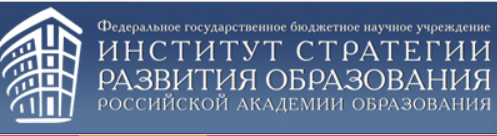 Федеральное государственное бюджетное научное учреждение
ИНСТИТУТ СТРАТЕГИИ
РАЗВИТИЯ ОБРАЗОВАНИЯ
РОССИЙСКОЙ АКАДЕМИИ ОБРАЗОВАНИЯ